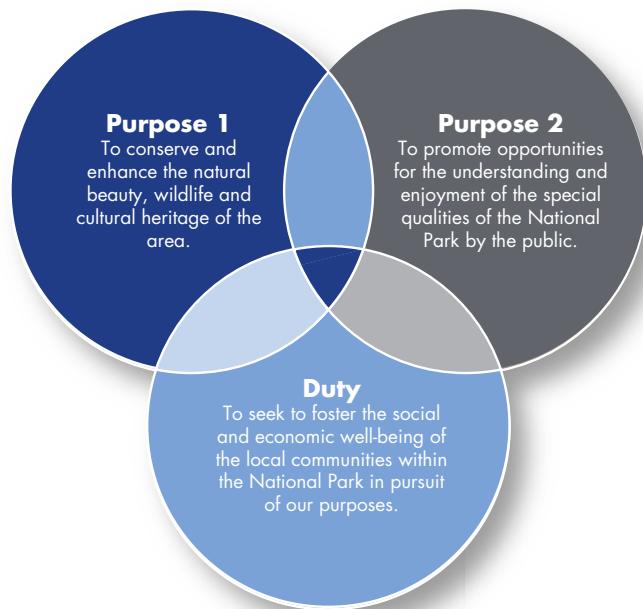 Purpose 1
To conserve and
enhance the natural
beauty, wildlife and
cultural heritage of the
area.
Purpose 2
To promote opportunities
for the understanding and
enjoyment of the special
qualities of the National
Park by the public.
Duty
To seek to foster the social
and economic well-being of
the local communities within
the National Park in pursuit
of our purposes.